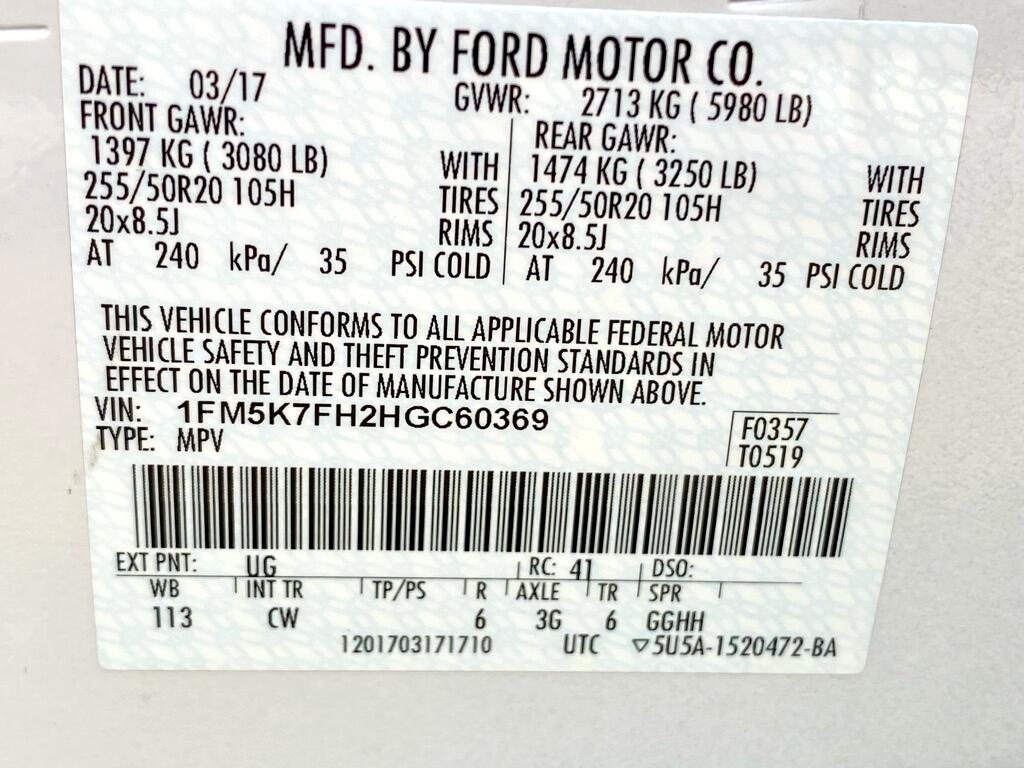 MFD. BY FORD MOTOR CO.
DATE: 03/17 GVWR: 2713 KG ( 5980 LB)
FRONT GAWR: REAR GAWR:
1397 KG ( 3080 LB) WITH 1474 KG ( 3250 LB) WITH
255/50R20 105H TIRES 255/50R20 105H TIRES
20x8.5J RIMS 20x8.5J RIMS
AT 240 kPa/ 35 PSI COLD AT 240 kPa/ 35 PSI COLD
THIS VEHICLE CONFORMS TO ALL APPLICABLE FEDERAL MOTOR
VEHICLE SAFETY AND THEFT PREVENTION STANDARDS IN
EFFECT ON THE DATE OF MANUFACTURE SHOWN ABOVE.
VIN: 1FM5K7FH2HGC60369 F0357
TYPE: MPV T0519
EXT PNT: UG RC: 41 DSO:
WB INT TR TP/PS R AXLE TR SPR
113 CW 6 3G 6 GGHH
1201703171710 UTC ▽5U5A-1520472-BA